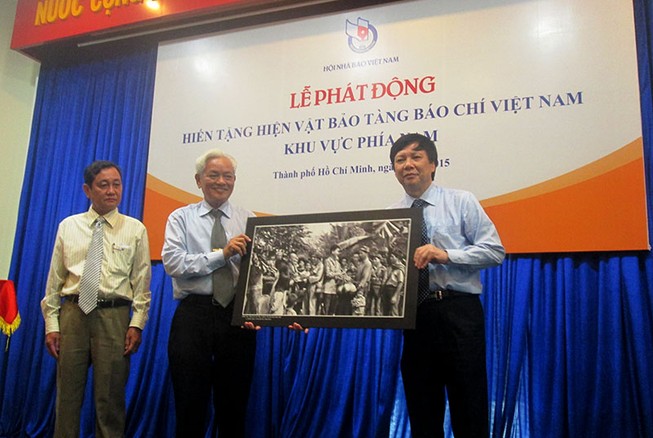 NƯỚC CỘNG
HỘI NHÀ BÁO VIỆT NAM
LỄ PHÁT ĐỘNG
HIẾN TẶNG HIỆN VẬT BẢO TÀNG BÁO CHÍ VIỆT NAM
KHU VỰC PHÍA NAM
Thành phố Hồ Chí Minh, ngày 2015